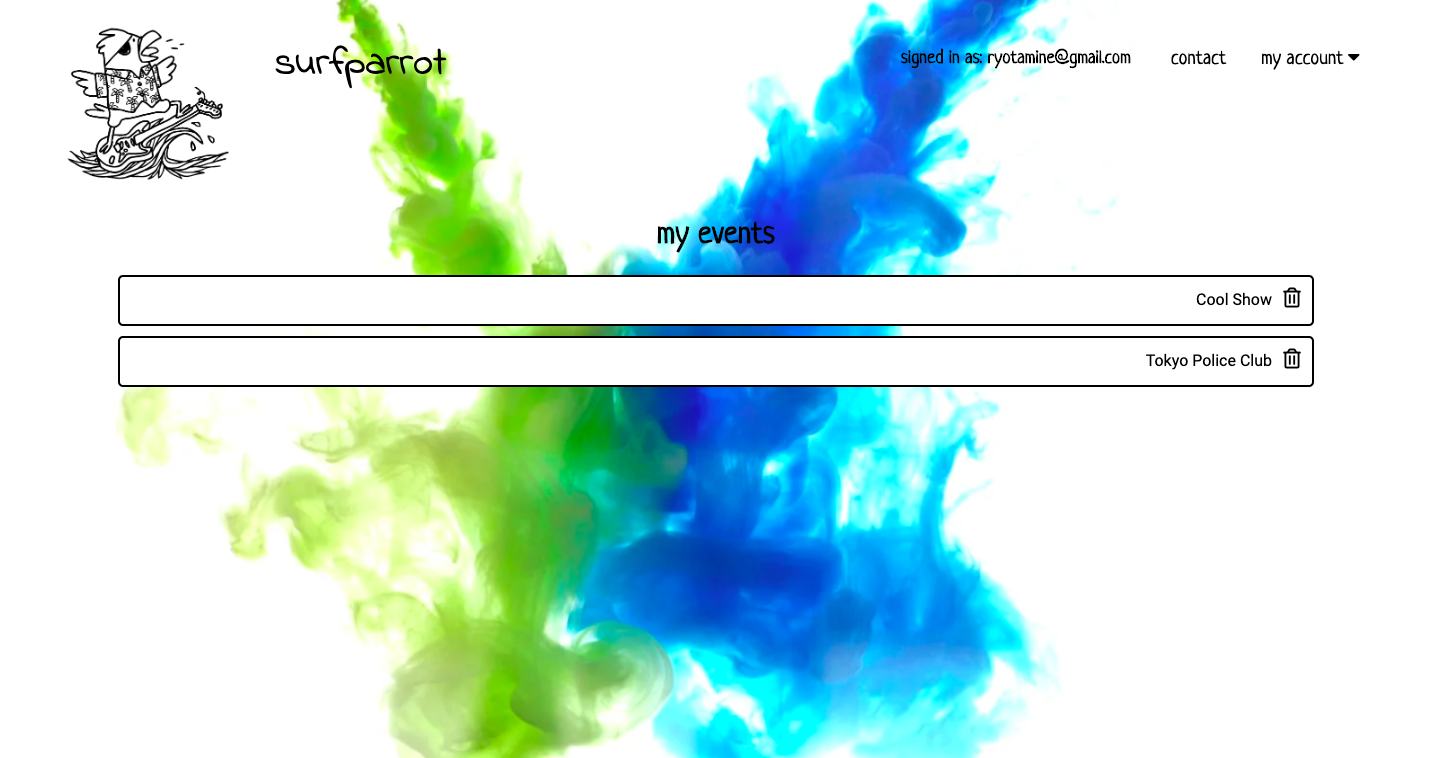 surfparrot
signed in as: ryotamine@gmail.com
contact
my account
my events
Cool Show
Tokyo Police Club